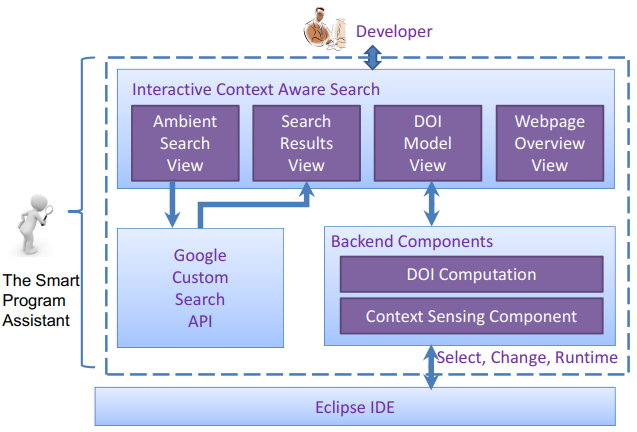 Developer
Interactive Context Aware Search
Ambient
Search
View
Search
Results
View
DOI
Model
View
Webpage
Overview
View
Google
Custom
Search
API
Backend Components
DOI Computation
Context Sensing Component
The Smart
Program
Assistant
Select, Change, Runtime
Eclipse IDE